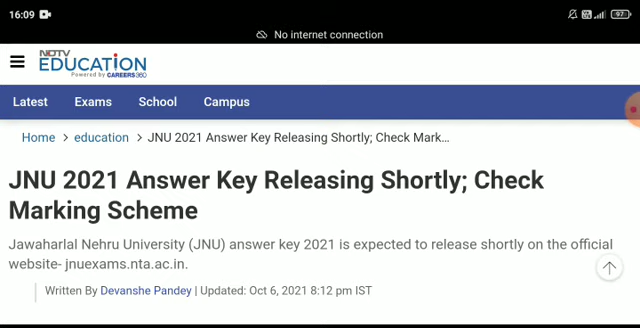 16:09
97
No internet connection
NDTV
EDUCATION
Powered by CAREERS360
Latest Exams School Campus
Home > education > JNU 2021 Answer Key Releasing Shortly; Check Mark...
JNU 2021 Answer Key Releasing Shortly; Check
Marking Scheme
Jawaharlal Nehru University (JNU) answer key 2021 is expected to release shortly on the official
website- jnuexams.nta.ac.in.
Written By Devanshe Pandey | Updated: Oct 6, 2021 8:12 pm IST